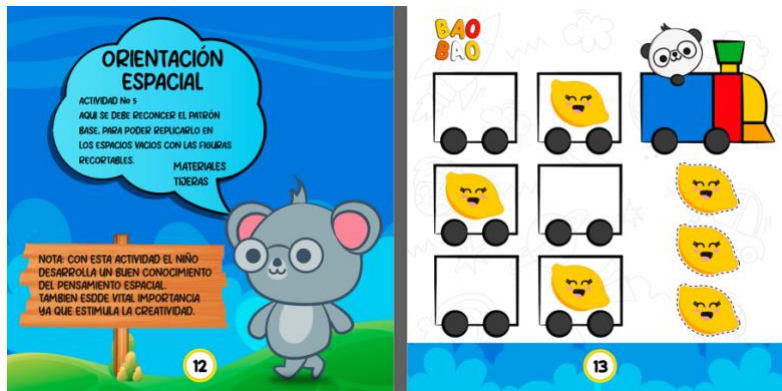 ORIENTACIÓN
ESPACIAL
ACTIVIDAD No 5
AQUI SE DEBE RECONCER EL PATRÓN
BASE, PARA PODER REPLICARLO EN
LOS ESPACIOS VACIOS CON LAS FIGURAS
RECORTABLES.
MATERIALES
TIJERAS
NOTA: CON ESTA ACTIVIDAD EL NIÑO
DESARROLLA UN BUEN CONOCIMIENTO
DEL PENSAMIENTO ESPACIAL.
TAMBIEN ESDDE VITAL IMPORTANCIA
YA QUE ESTIMULA LA CREATIVIDAD.
12
BAO
BAO
13